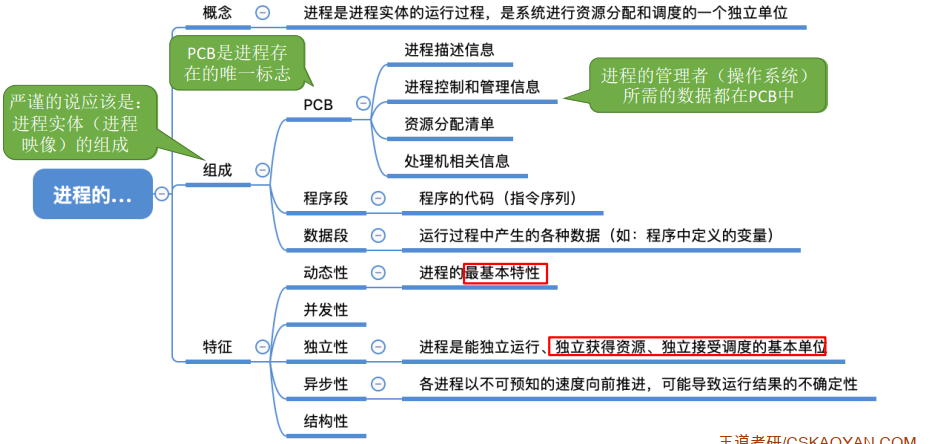 概念
进程是进程实体的运行过程，是系统进行资源分配和调度的一个独立单位
PCB是进程存
在的唯一标志
进程描述信息
进程控制和管理信息
进程的管理者（操作系统）
所需的数据都在PCB中
PCB
资源分配清单
处理机相关信息
严谨的说应该是：
进程实体（进程
映像）的组成
组成
进程的...
程序段
程序的代码（指令序列）
数据段
运行过程中产生的各种数据（如：程序中定义的变量）
动态性
进程的最基本特性
并发性
特征
独立性
进程是能独立运行、独立获得资源、独立接受调度的基本单位
异步性
各进程以不可预知的速度向前推进，可能导致运行结果的不确定性
结构性
王道考研/CSKAOYAN.COM